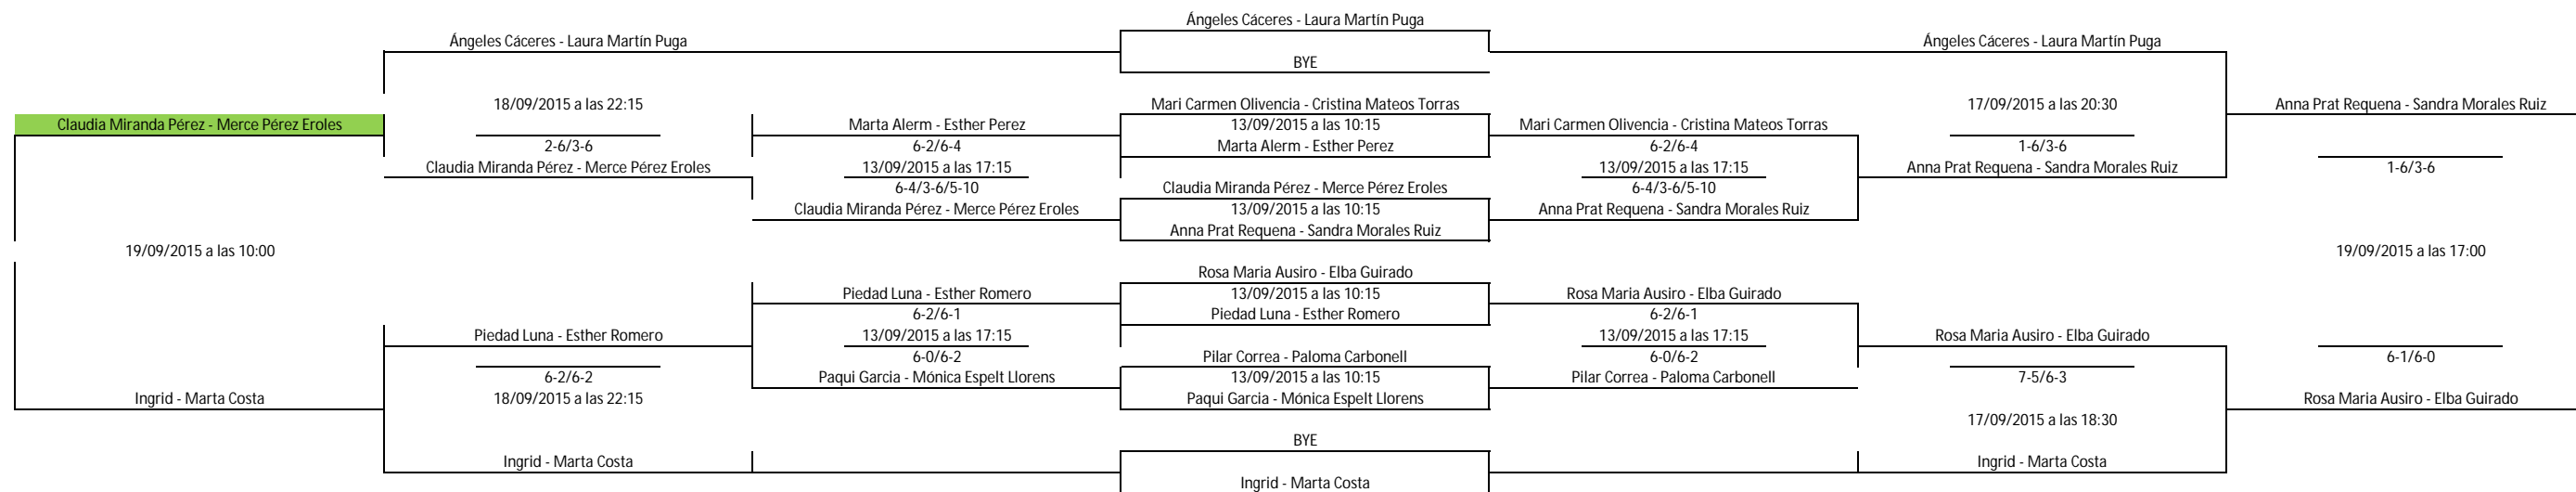 Ángeles Cáceres - Laura Martín Puga
Ángeles Cáceres - Laura Martín Puga
Ángeles Cáceres - Laura Martín Puga
BYE
18/09/2015 a las 22:15
Mari Carmen Olivencia - Cristina Mateos Torras
17/09/2015 a las 20:30
Anna Prat Requena - Sandra Morales Ruiz
Claudia Miranda Pérez - Merce Pérez Eroles
Marta Alerm - Esther Perez
13/09/2015 a las 10:15
Mari Carmen Olivencia - Cristina Mateos Torras
2-6/3-6
6-2/6-4
Marta Alerm - Esther Perez
6-2/6-4
1-6/3-6
Claudia Miranda Pérez - Merce Pérez Eroles
13/09/2015 a las 17:15
13/09/2015 a las 17:15
Anna Prat Requena - Sandra Morales Ruiz
1-6/3-6
6-4/3-6/5-10
Claudia Miranda Pérez - Merce Pérez Eroles
6-4/3-6/5-10
Claudia Miranda Pérez - Merce Pérez Eroles
13/09/2015 a las 10:15
Anna Prat Requena - Sandra Morales Ruiz
Anna Prat Requena - Sandra Morales Ruiz
19/09/2015 a las 10:00
19/09/2015 a las 17:00
Rosa Maria Ausiro - Elba Guirado
Piedad Luna - Esther Romero
13/09/2015 a las 10:15
Rosa Maria Ausiro - Elba Guirado
6-2/6-1
Piedad Luna - Esther Romero
6-2/6-1
Piedad Luna - Esther Romero
13/09/2015 a las 17:15
13/09/2015 a las 17:15
Rosa Maria Ausiro - Elba Guirado
6-0/6-2
Pilar Correa - Paloma Carbonell
6-0/6-2
6-1/6-0
6-2/6-2
Paqui Garcia - Mónica Espelt Llorens
13/09/2015 a las 10:15
Pilar Correa - Paloma Carbonell
7-5/6-3
Ingrid - Marta Costa
18/09/2015 a las 22:15
Paqui Garcia - Mónica Espelt Llorens
Rosa Maria Ausiro - Elba Guirado
17/09/2015 a las 18:30
BYE
Ingrid - Marta Costa
Ingrid - Marta Costa
Ingrid - Marta Costa